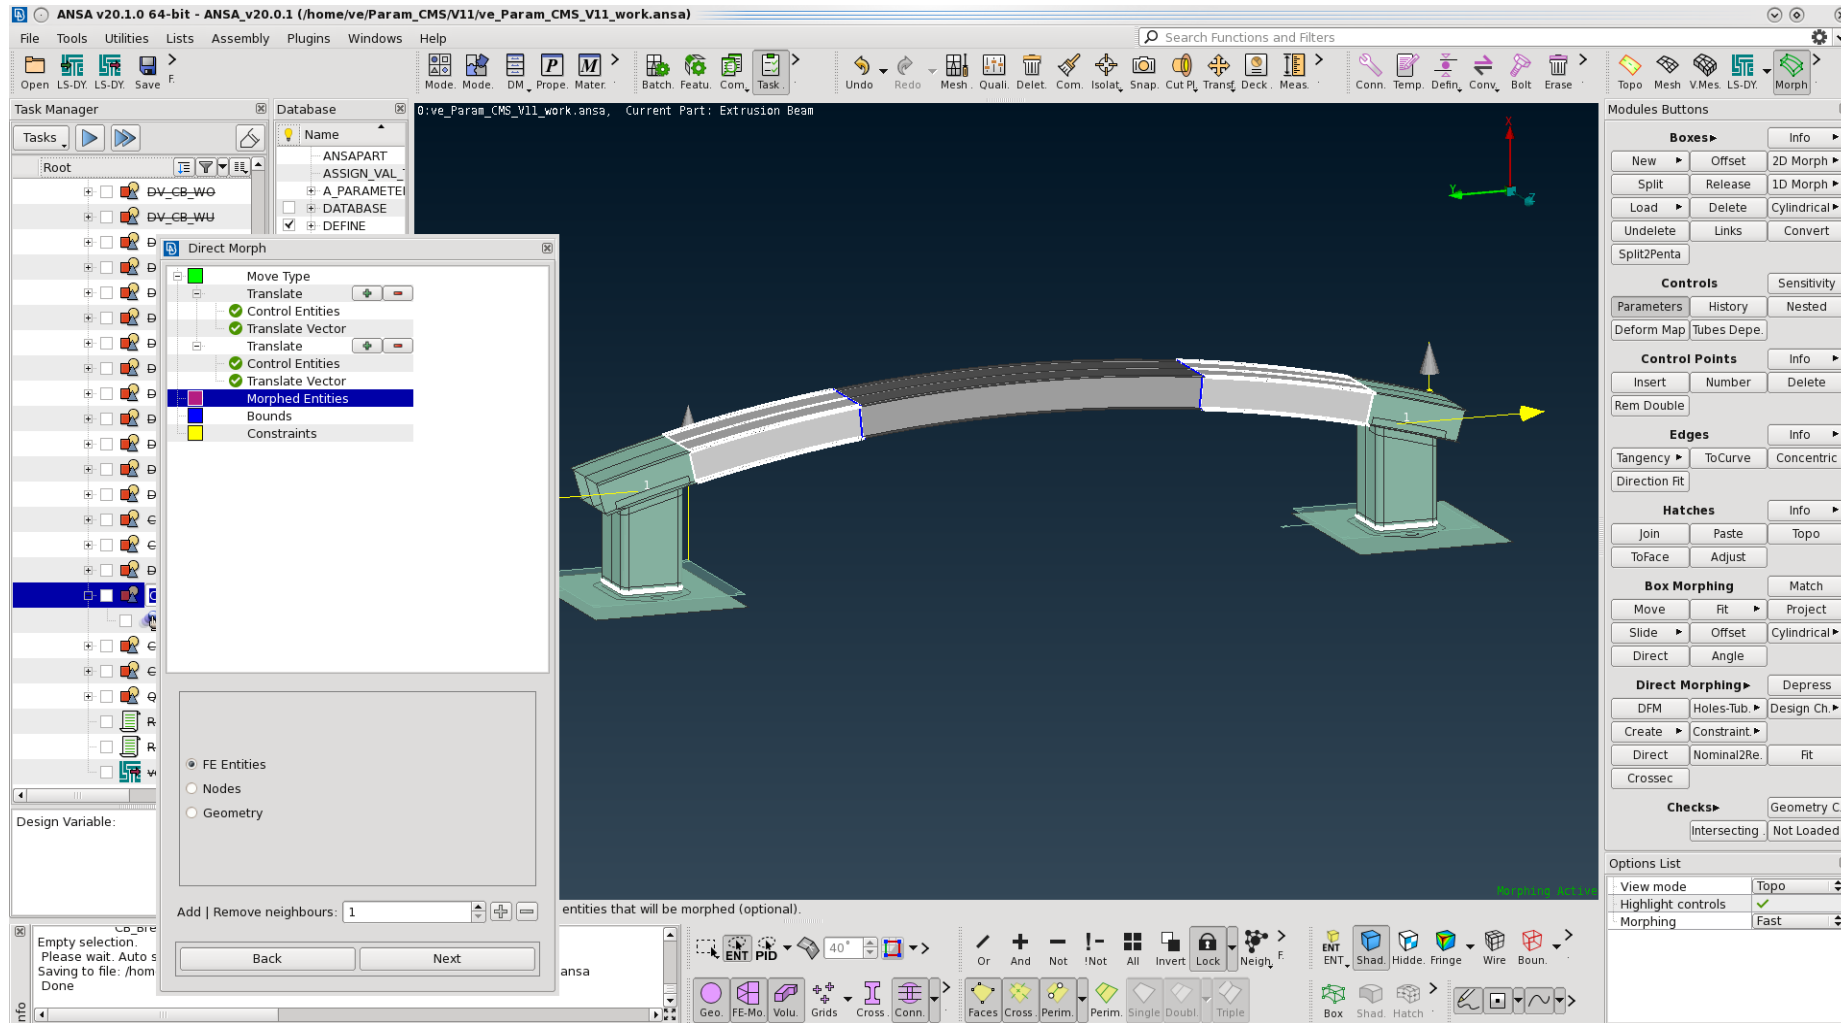 ANSA v20.1.0 64-bit - ANSA_v20.0.1 (/home/ve/Param_CMS/V11/ve_Param_CMS_V11_work.ansa)
File Tools Utilities Lists Assembly Plugins Windows Help
Search Functions and Filters
Open LS-DY. LS-DY. Save F.
Mode. Mode. DM Prope. Mater.
Batch. Featu. Com. Task.
Undo Redo Mesh . Quali. Delet. Com. Isolat. Snap. Cut Pl. Transf. Deck . Meas.
Conn. Temp. Defin. Conv. Bolt Erase
Topo Mesh V.Mes. LS-DY. Morph
Task Manager
Tasks
Root
DV_CB_WO
DV_CB_WU
Design Variable:
Database
Name
ANSAPART
ASSIGN_VAL_
A_PARAMETE
DATABASE
DEFINE
0:ve_Param_CMS_V11_work.ansa, Current Part: Extrusion Beam
X
Y
Z
1
1
Morphing Active
Direct Morph
Move Type
Translate
Control Entities
Translate Vector
Translate
Control Entities
Translate Vector
Morphed Entities
Bounds
Constraints
FE Entities
Nodes
Geometry
Add | Remove neighbours: 1
Back Next
entities that will be morphed (optional).
CB_Bre
Empty selection.
Please wait. Auto s
Saving to file: /hom
ansa
Done
nfo
ENT PID 40°
Or And Not !Not All Invert Lock Neigh. F.
ENT Shad. Hidde. Fringe Wire Boun.
Geo. FE-Mo. Volu. Grids Cross. Conn.
Faces Cross. Perim. Perim. Single Doubl. Triple
Box Shad. Hatch
Modules Buttons
Boxes Info
New Offset 2D Morph
Split Release 1D Morph
Load Delete Cylindrical
Undelete Links Convert
Split2Penta
Controls Sensitivity
Parameters History Nested
Deform Map Tubes Depe.
Control Points Info
Insert Number Delete
Rem Double
Edges Info
Tangency ToCurve Concentric
Direction Fit
Hatches Info
Join Paste Topo
ToFace Adjust
Box Morphing Match
Move Fit Project
Slide Offset Cylindrical
Direct Angle
Direct Morphing Depress
DFM Holes-Tub. Design Ch.
Create Constraint.
Direct Nominal2Re. Fit
Crossec
Checks Geometry C.
Intersecting . Not Loaded
Options List
View mode Topo
Highlight controls
Morphing Fast